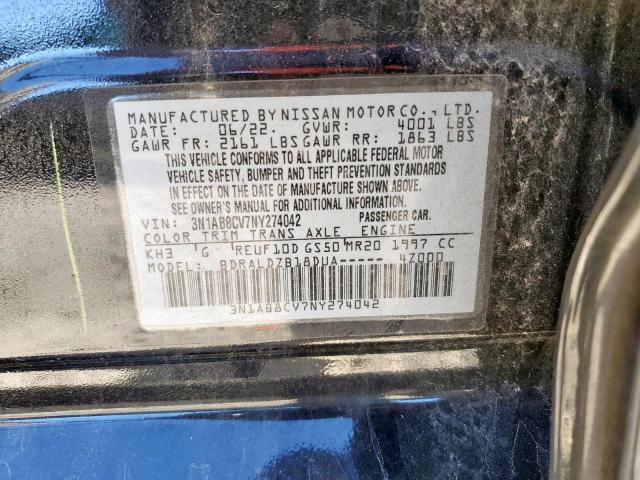 MANUFACTURED BY NISSAN MOTOR CO., LTD.
DATE: 06/22. GVWR: 4001 LBS
GAWR FR: 2161 LBS GAWR RR: 1863 LBS
THIS VEHICLE CONFORMS TO ALL APPLICABLE FEDERAL MOTOR
VEHICLE SAFETY, BUMPER AND THEFT PREVENTION STANDARDS
IN EFFECT ON THE DATE OF MANUFACTURE SHOWN ABOVE.
SEE OWNER'S MANUAL OF ADDITIONAL INFORMATION.
VIN: 3N1AB8CV7NY274042 PASSENGER CAR.
COLOR TRIM TRANS AXLE ENGINE
KH3 G REUF10D GS50 MR20 1997 CC
MODEL: BDRALDZB18DUA----- 4Z000
3N1AB8CV7NY274042